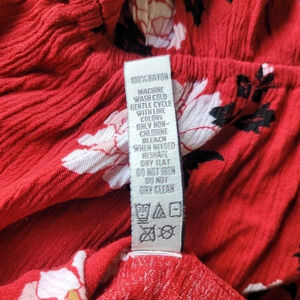 100% RAYON
MACHINE
WASH COLD
GENTLE CYCLE
WITH LIKE
COLORS
ONLY NON-
CHLORINE
BLEACH
WHEN NEEDED
RESHAPE
DRY FLAT
DO NOT IRON
DO NOT
DRY CLEAN